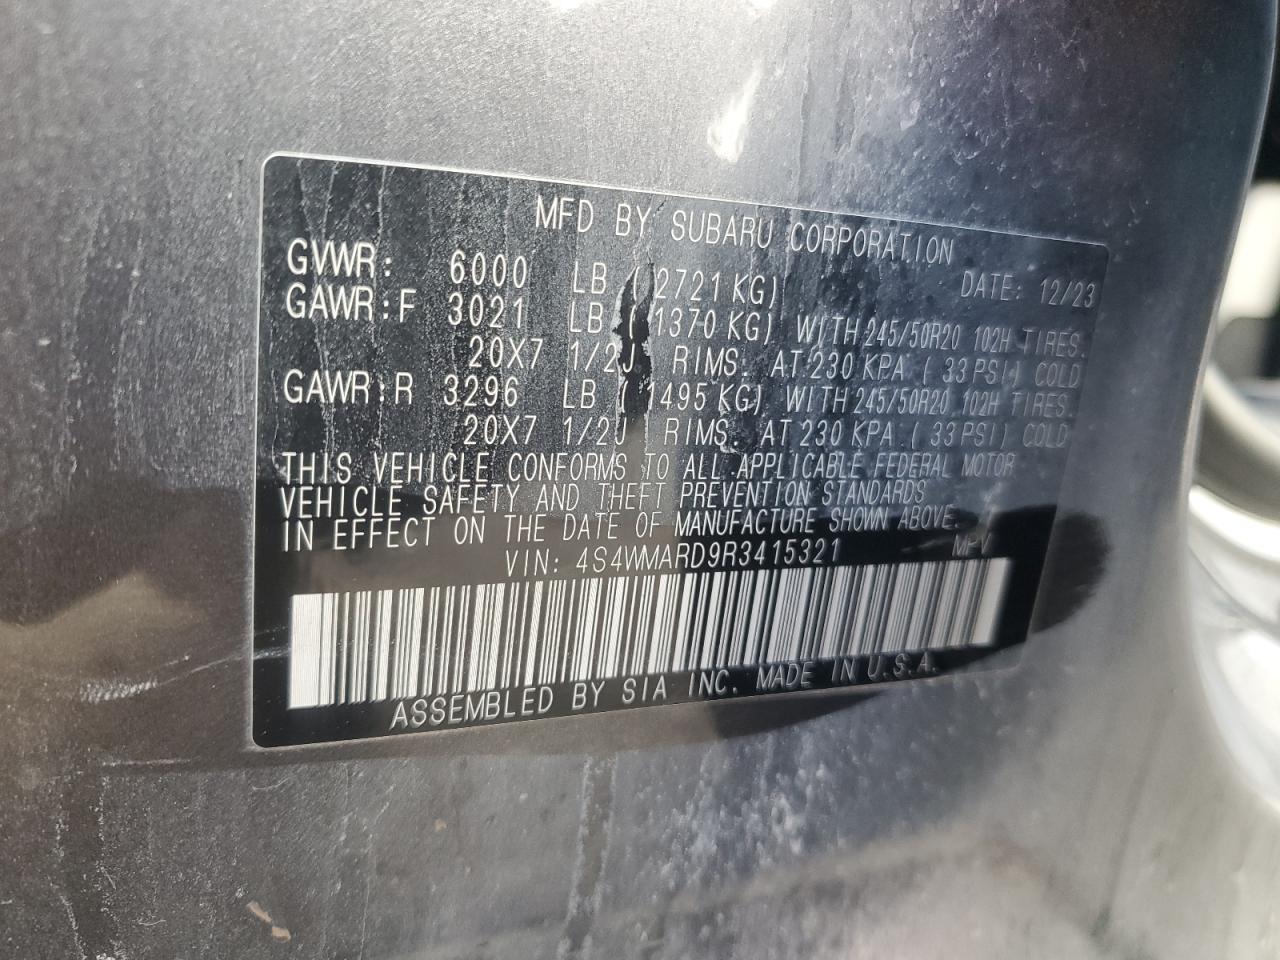 MFD BY SUBARU CORPORATION
GVWR: 6000 LB (2721 KG) DATE: 12/23
GAWR:F 3021 LB (1370 KG) WITH 245/50R20 102H TIRES.
20X7 1/2J RIMS. AT 230 KPA (33 PSI) COLD
GAWR:R 3296 LB (1495 KG) WITH 245/50R20 102H TIRES.
20X7 1/2J RIMS. AT 230 KPA (33 PSI) COLD
THIS VEHICLE CONFORMS TO ALL APPLICABLE FEDERAL MOTOR
VEHICLE SAFETY AND THEFT PREVENTION STANDARDS
IN EFFECT ON THE DATE OF MANUFACTURE SHOWN ABOVE.
VIN: 4S4WMARD9R3415321 MPV
ASSEMBLED BY SIA INC. MADE IN U.S.A.